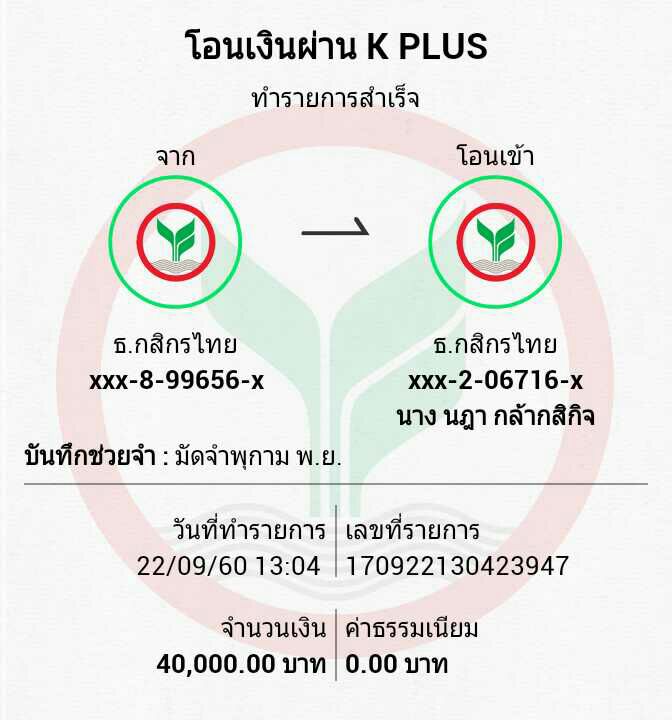 โอนเงินผ่าน K PLUS
ทำรายการสำเร็จ
จาก
โอนเข้า
ธ.กสิกรไทย
xxx-8-99656-x
ธ.กสิกรไทย
xxx-2-06716-x
นาง นฎา กล้ากสิกิจ
บันทึกช่วยจำ : มัดจำพุกาม พ.ย.
วันที่ทำรายการ
22/09/60 13:04
เลขที่รายการ
170922130423947
จำนวนเงิน
40,000.00 บาท
ค่าธรรมเนียม
0.00 บาท